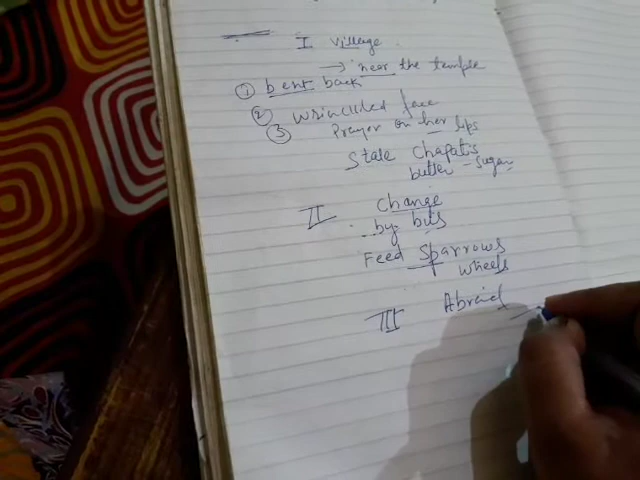 I village.
→ near the temple
① bent back
② wrinkled face
③ Prayer on her lips
Stale Chapatis
butter - sugar
II change
by bus
Feed Sparrows
wheels
III Abroad